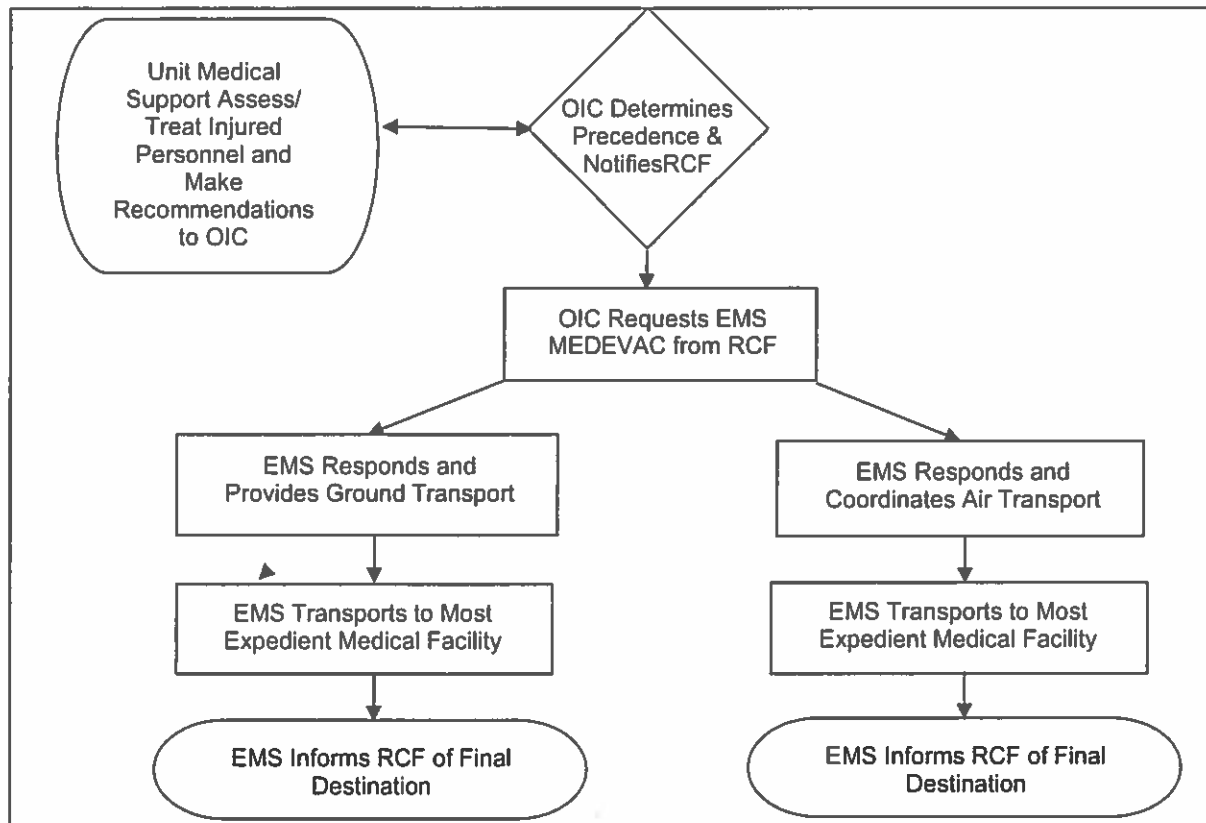 Unit Medical
Support Assess/
Treat Injured
Personnel and
Make
Recommendations
to OIC
OIC Determines
Precedence &
NotifiesRCF
OIC Requests EMS
MEDEVAC from RCF
EMS Responds and
Provides Ground Transport
EMS Responds and
Coordinates Air Transport
EMS Transports to Most
Expedient Medical Facility
EMS Transports to Most
Expedient Medical Facility
EMS Informs RCF of Final
Destination
EMS Informs RCF of Final
Destination